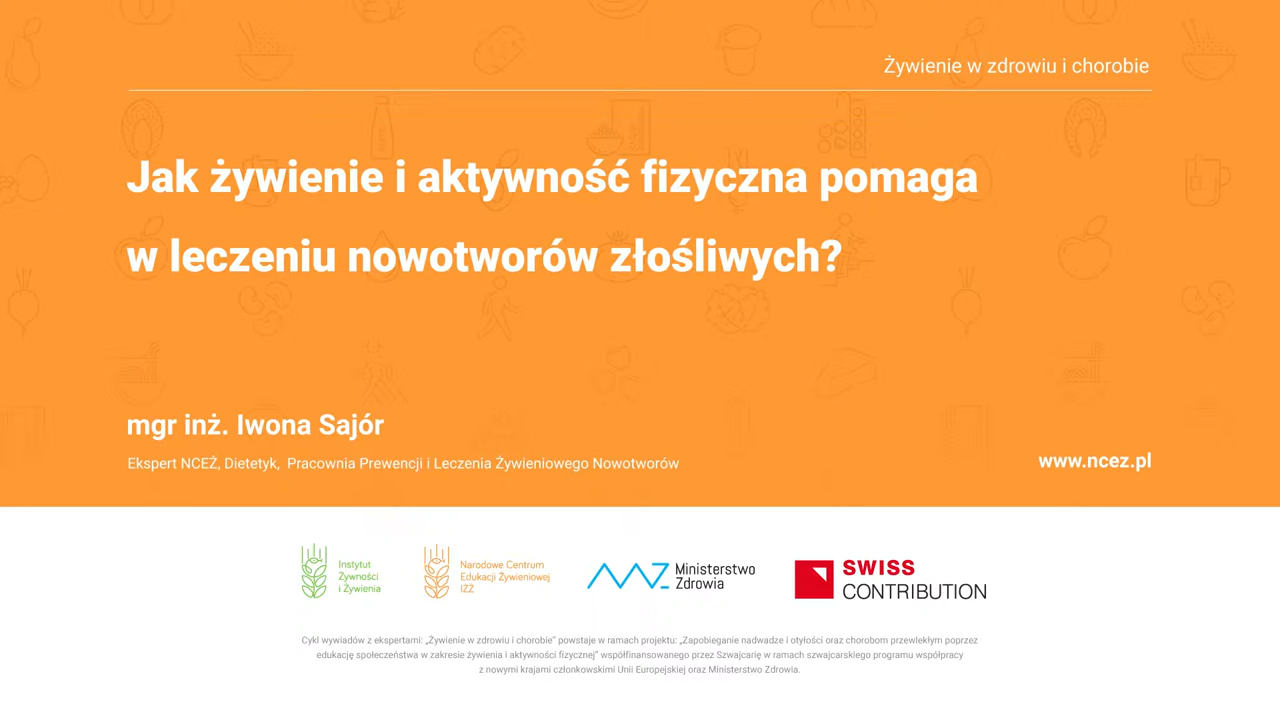 Żywienie w zdrowiu i chorobie
Jak żywienie i aktywność fizyczna pomaga
w leczeniu nowotworów złośliwych?
mgr inż. Iwona Sajór
Ekspert NCEŻ, Dietetyk, Pracownia Prewencji i Leczenia Żywieniowego Nowotworów
www.ncez.pl
Instytut
Żywności
i Żywienia
Narodowe Centrum
Edukacji Żywieniowej
IŻŻ
Ministerstwo
Zdrowia
SWISS
CONTRIBUTION
Cykl wywiadów z ekspertami: „Żywienie w zdrowiu i chorobie” powstaje w ramach projektu: „Zapobieganie nadwadze i otyłości oraz chorobom przewlekłym poprzez
edukację społeczeństwa w zakresie żywienia i aktywności fizycznej” współfinansowanego przez Szwajcarię w ramach szwajcarskiego programu współpracy
z nowymi krajami członkowskimi Unii Europejskiej oraz Ministerstwo Zdrowia.